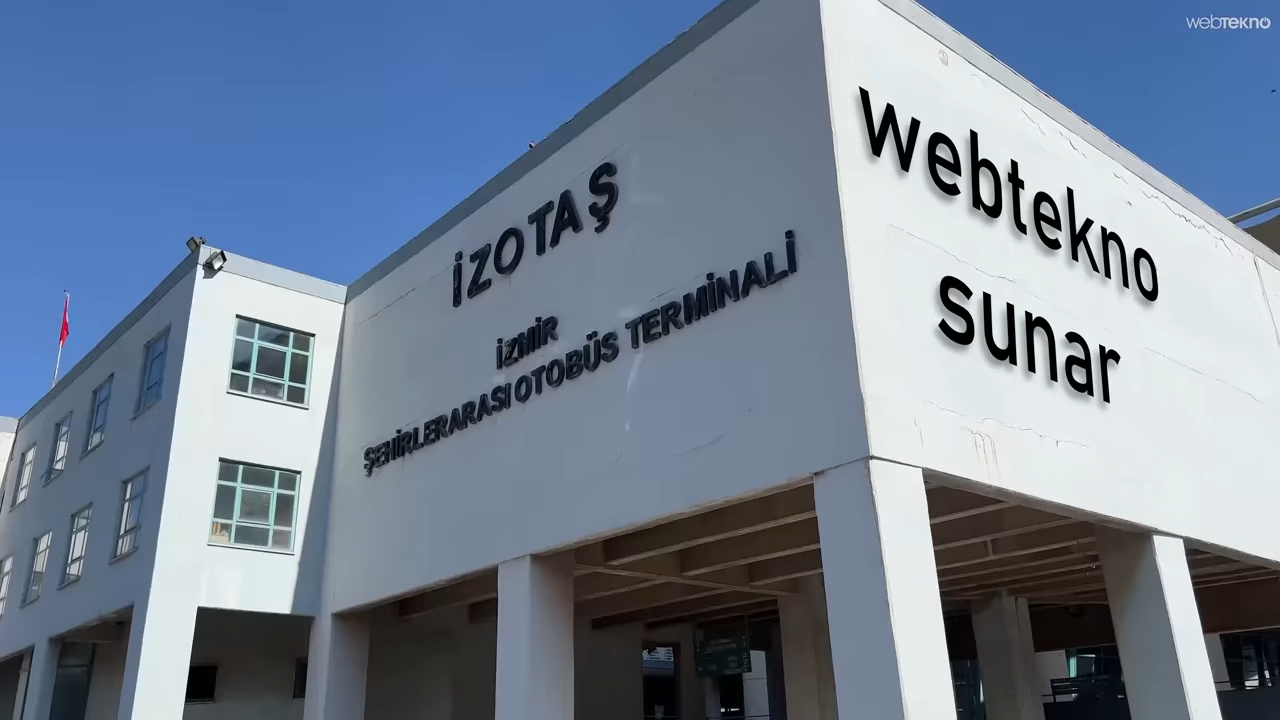 webtekno
İZOTAŞ
İZMİR
ŞEHİRLERARASI OTOBÜS TERMİNALİ
webtekno
sunar